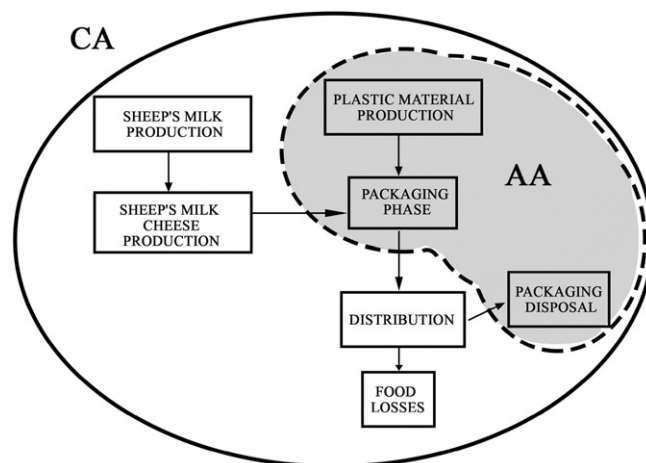 CA
SHEEP'S MILK
PRODUCTION
PLASTIC MATERIAL
PRODUCTION
AA
SHEEP'S MILK
CHEESE
PRODUCTION
PACKAGING
PHASE
PACKAGING
DISPOSAL
DISTRIBUTION
FOOD
LOSSES